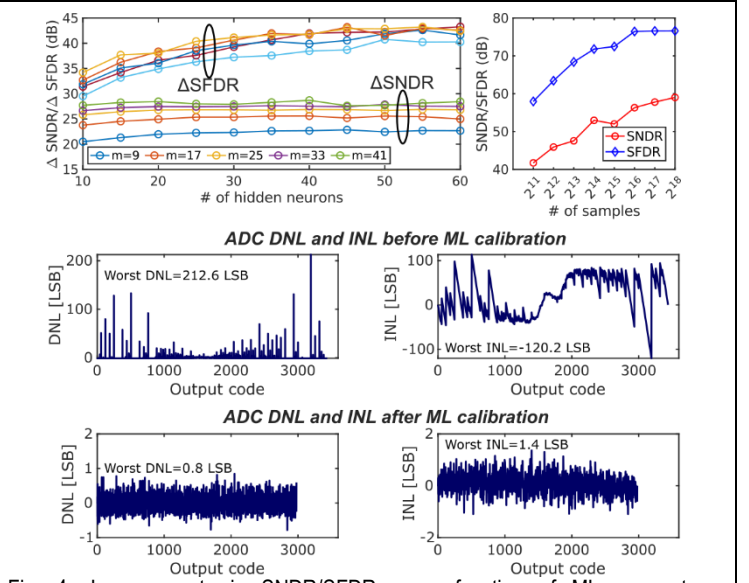 Δ SNDR/Δ SFDR (dB)
45
40
35
30
25
20
15
ΔSFDR
ΔSNDR
m=9 m=17 m=25 m=33 m=41
10 20 30 40 50 60
# of hidden neurons
SNDR/SFDR (dB)
80
70
60
50
40
SNDR
SFDR
2^11 2^12 2^13 2^14 2^15 2^16 2^17 2^18
# of samples
ADC DNL and INL before ML calibration
DNL [LSB]
200
100
0
Worst DNL=212.6 LSB
0 1000 2000 3000
Output code
INL [LSB]
100
0
-100
Worst INL=-120.2 LSB
0 1000 2000 3000
Output code
ADC DNL and INL after ML calibration
DNL [LSB]
2
1
0
-1
Worst DNL=0.8 LSB
0 1000 2000 3000
Output code
INL [LSB]
2
0
-2
Worst INL=1.4 LSB
0 1000 2000 3000
Output code